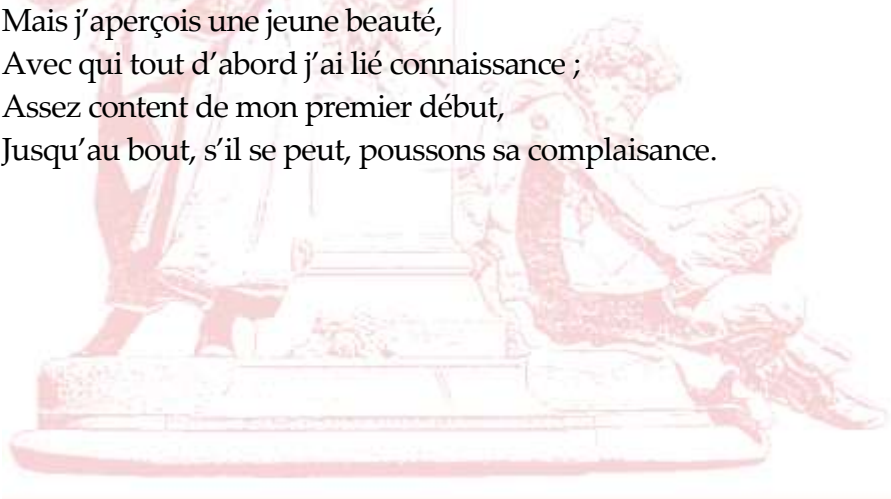 Mais j’aperçois une jeune beauté,
Avec qui tout d’abord j’ai lié connaissance ;
Assez content de mon premier début,
Jusqu’au bout, s’il se peut, poussons sa complaisance.